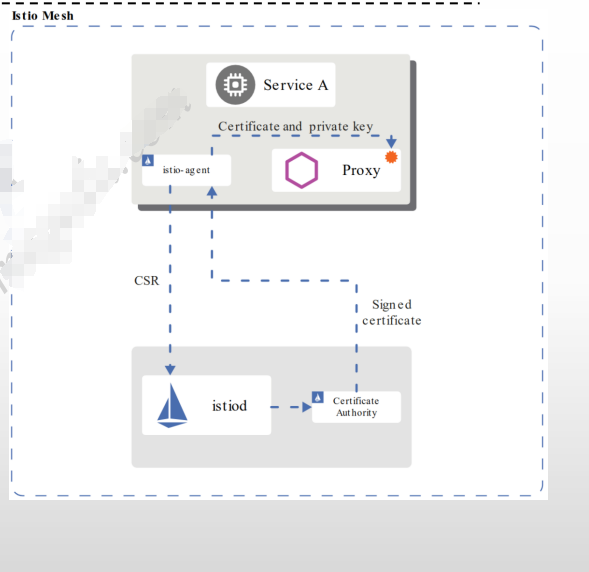 Istio Mesh
Service A
Certificate and private key
istio-agent
Proxy
CSR
Signed
certificate
istiod
Certificate
Authority